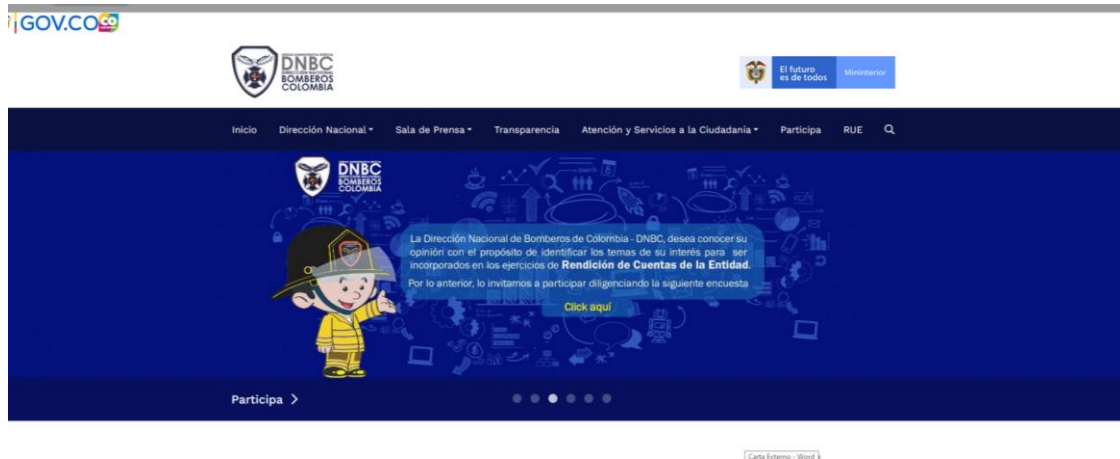 GOV.CO
DNBC
BOMBEROS
COLOMBIA
El futuro
es de todos
Mininterior
Inicio Dirección Nacional Sala de Prensa Transparencia Atención y Servicios a la Ciudadanía Participa RUE
DNBC
BOMBEROS
COLOMBIA
La Dirección Nacional de Bomberos de Colombia - DNBC, desea conocer su
opinión con el propósito de identificar los temas de su interés para ser
incorporados en los ejercicios de Rendición de Cuentas de la Entidad.
Por lo anterior, lo invitamos a participar diligenciando la siguiente encuesta
Click aquí
Participa
Carta Externo - Word